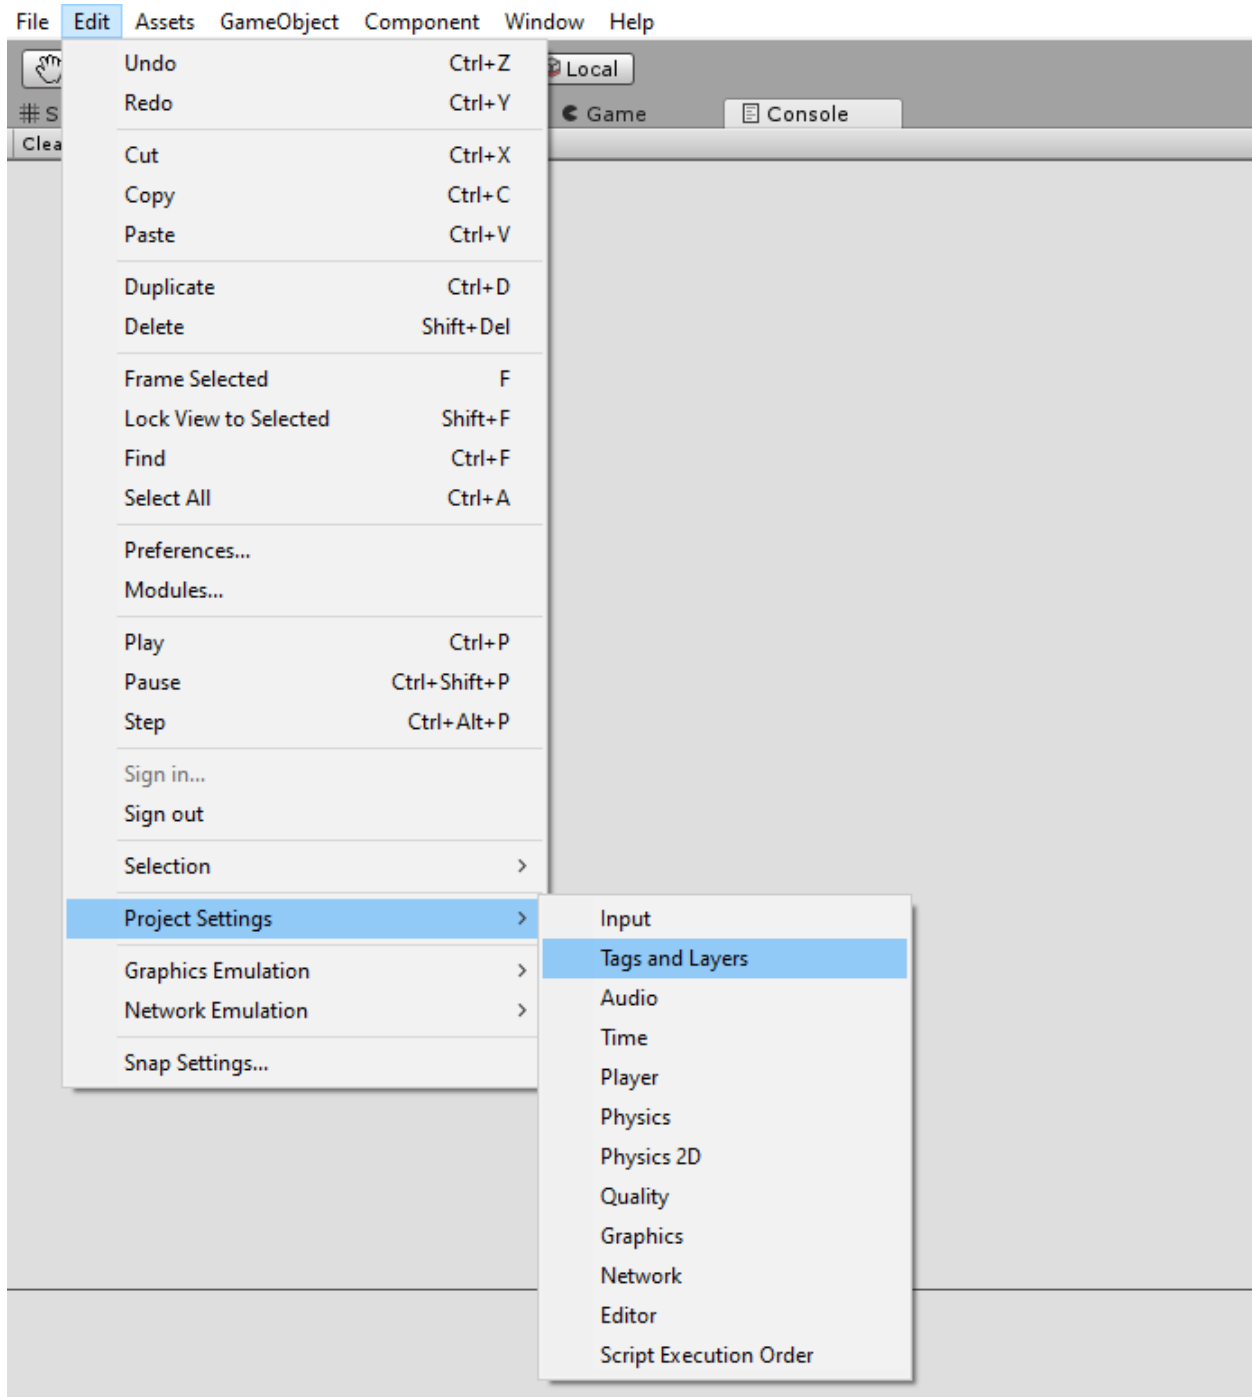 File Edit Assets GameObject Component Window Help
Local
Game Console
Undo Ctrl+Z
Redo Ctrl+Y
Cut Ctrl+X
Copy Ctrl+C
Paste Ctrl+V
Duplicate Ctrl+D
Delete Shift+Del
Frame Selected F
Lock View to Selected Shift+F
Find Ctrl+F
Select All Ctrl+A
Preferences...
Modules...
Play Ctrl+P
Pause Ctrl+Shift+P
Step Ctrl+Alt+P
Sign in...
Sign out
Selection
Project Settings
Graphics Emulation
Network Emulation
Snap Settings...
Input
Tags and Layers
Audio
Time
Player
Physics
Physics 2D
Quality
Graphics
Network
Editor
Script Execution Order